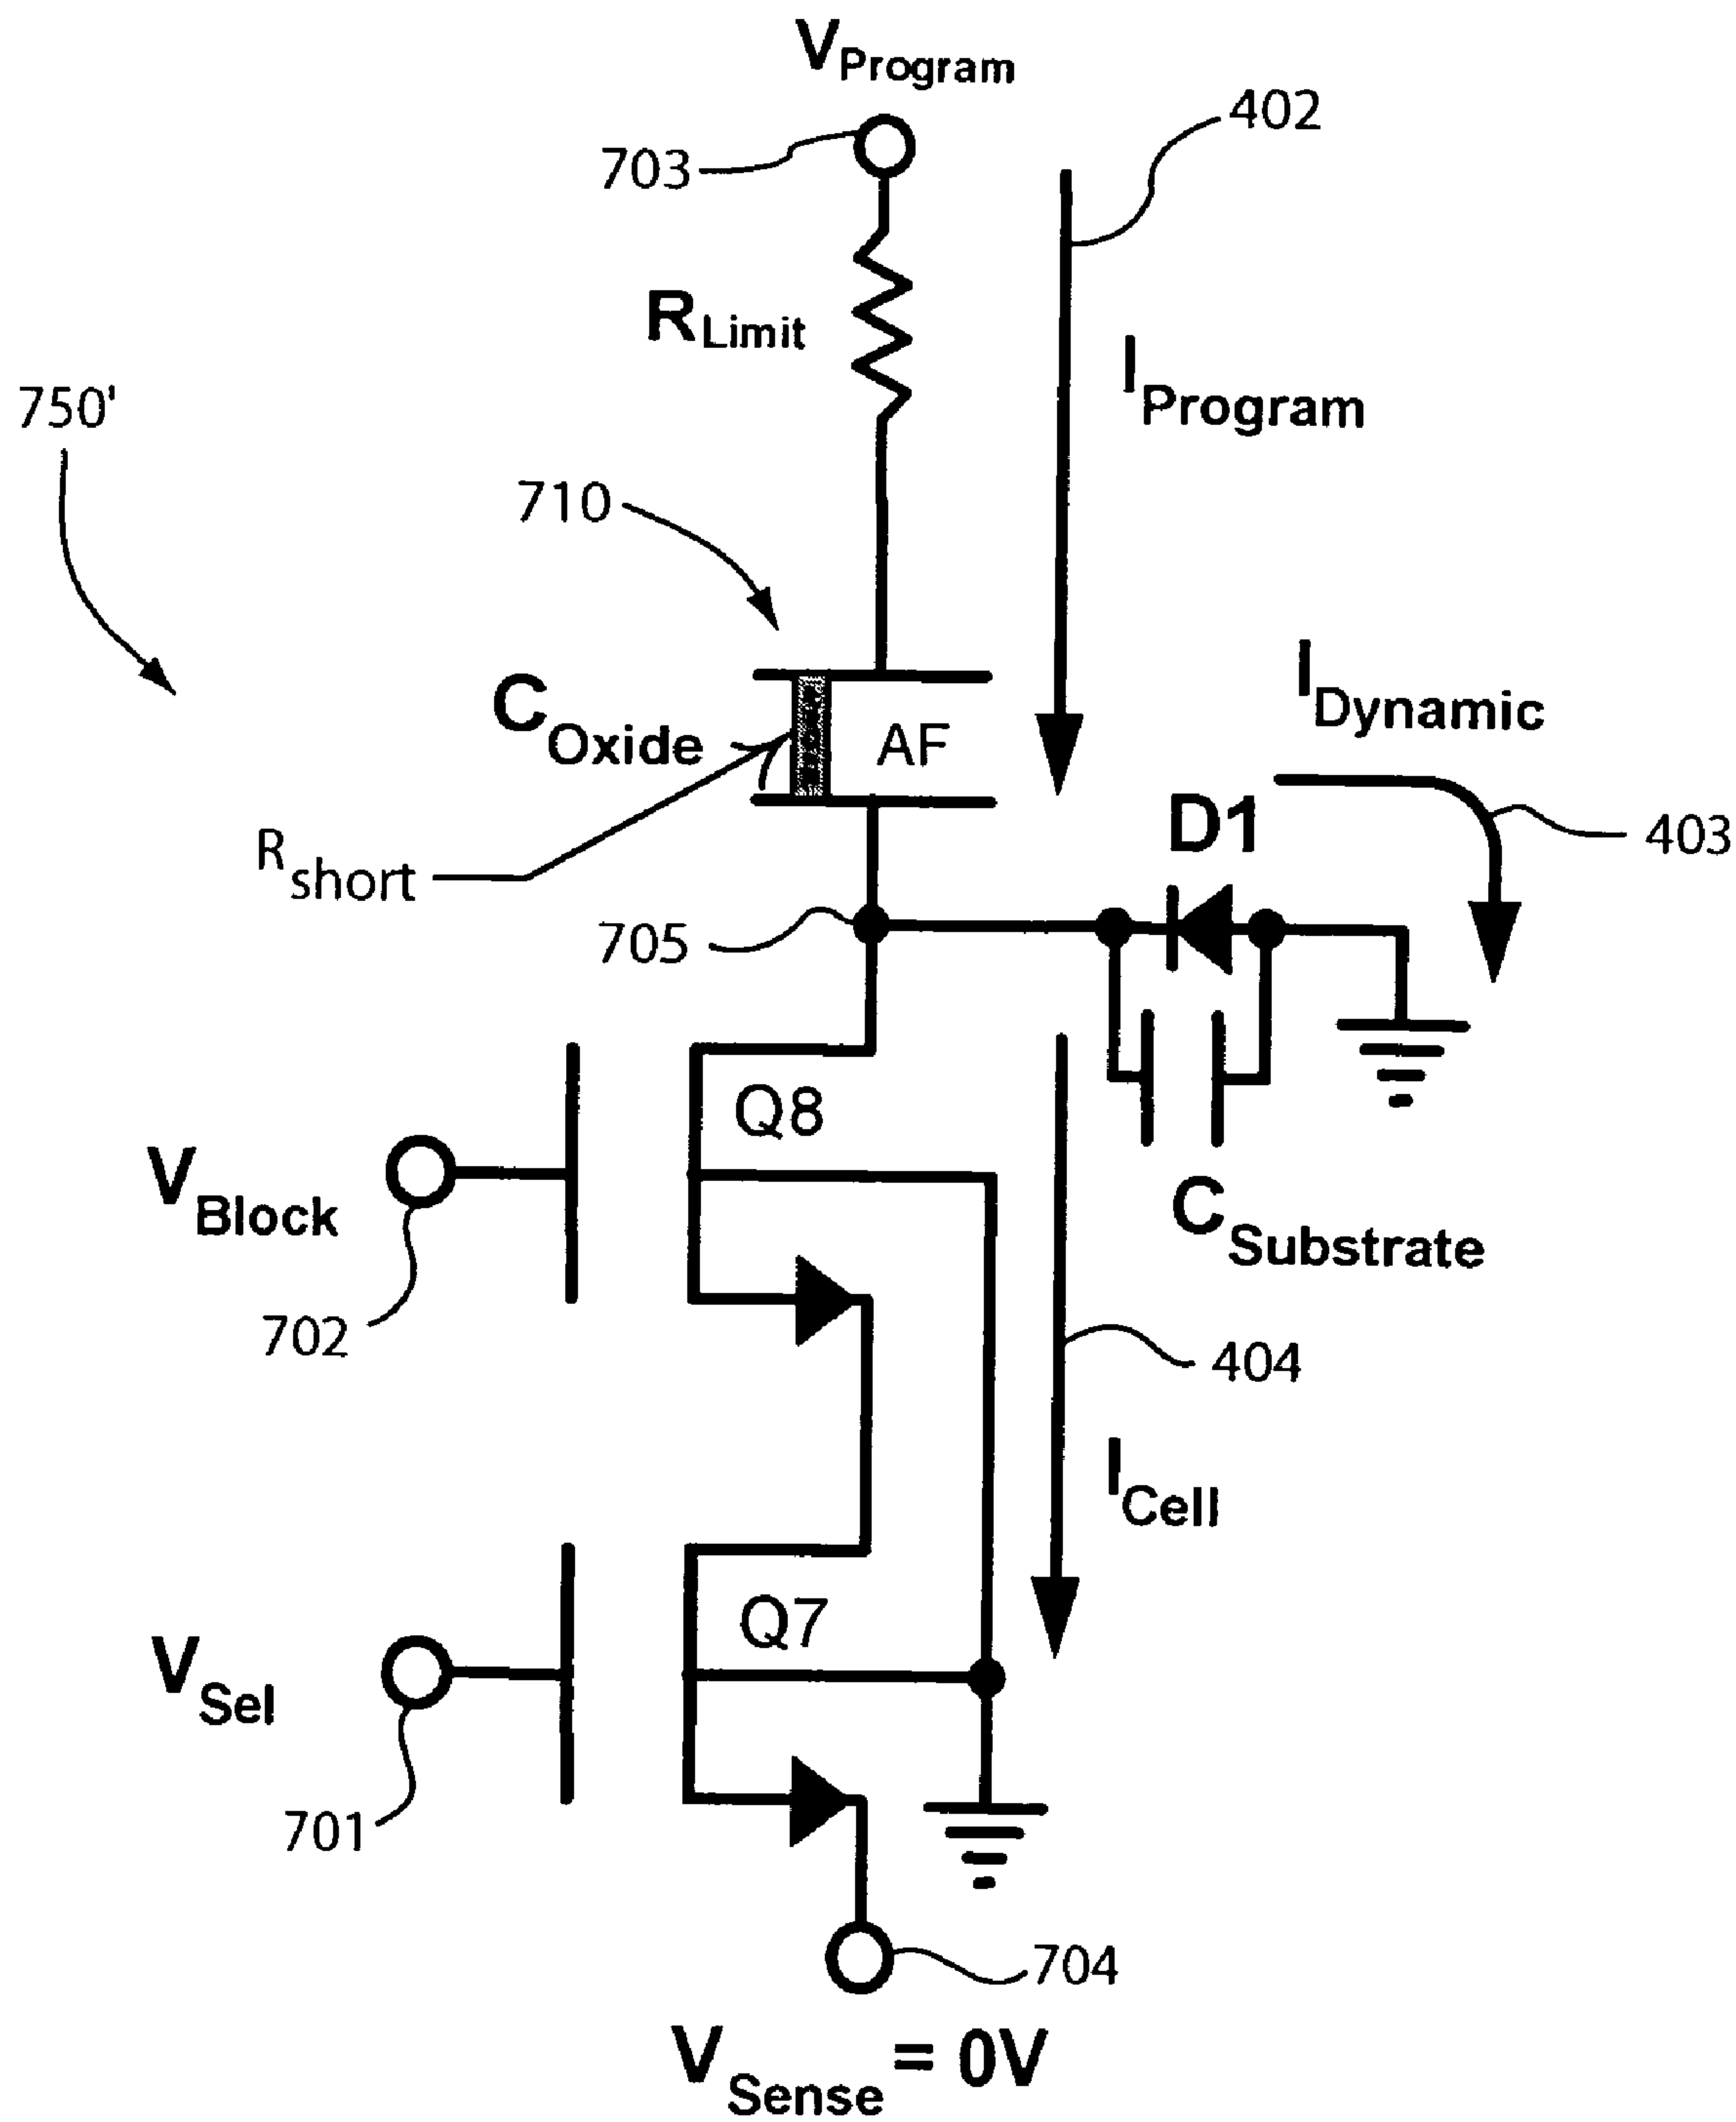 VProgram
402
703
RLimit
IProgram
750'
710
COxide
AF
IDynamic
D1
403
Rshort
705
Q8
VBlock
CSubstrate
702
404
ICell
Q7
VSel
701
704
VSense = 0V